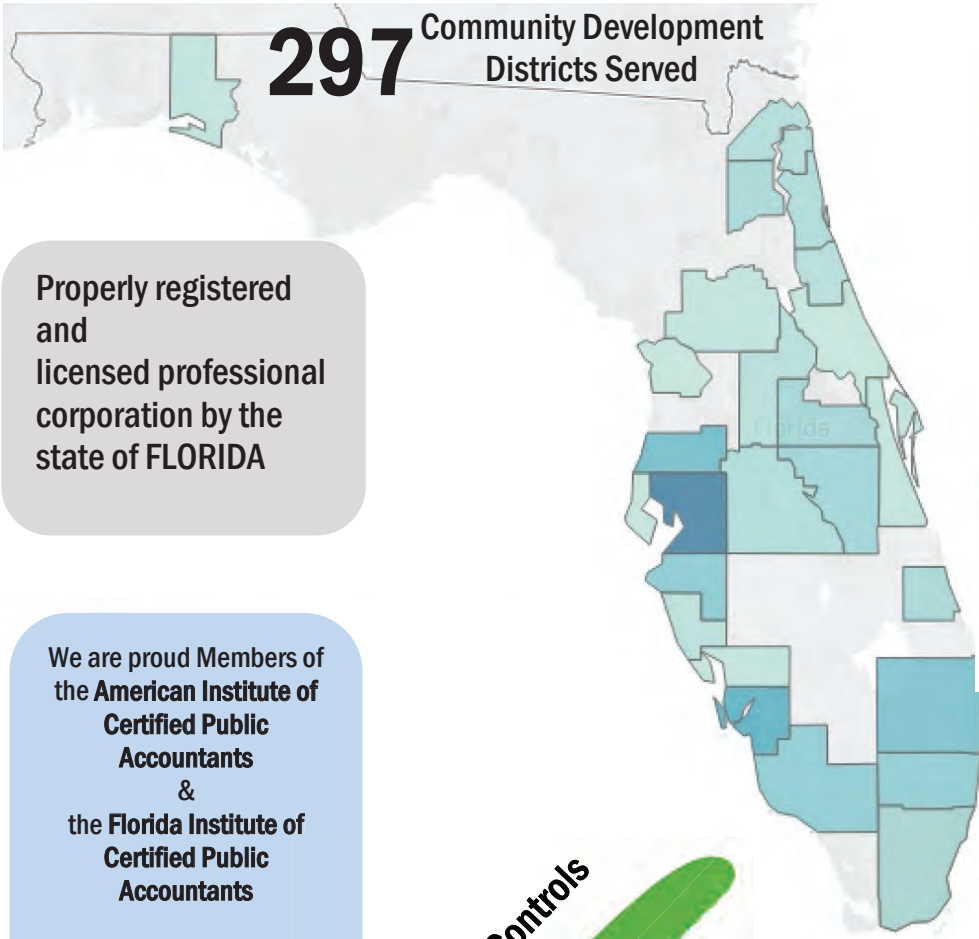 297
Community Development
Districts Served
Florida
Properly registered
and
licensed professional
corporation by the
state of FLORIDA
We are proud Members of
the American Institute of
Certified Public
Accountants
&
the Florida Institute of
Certified Public
Accountants
Controls